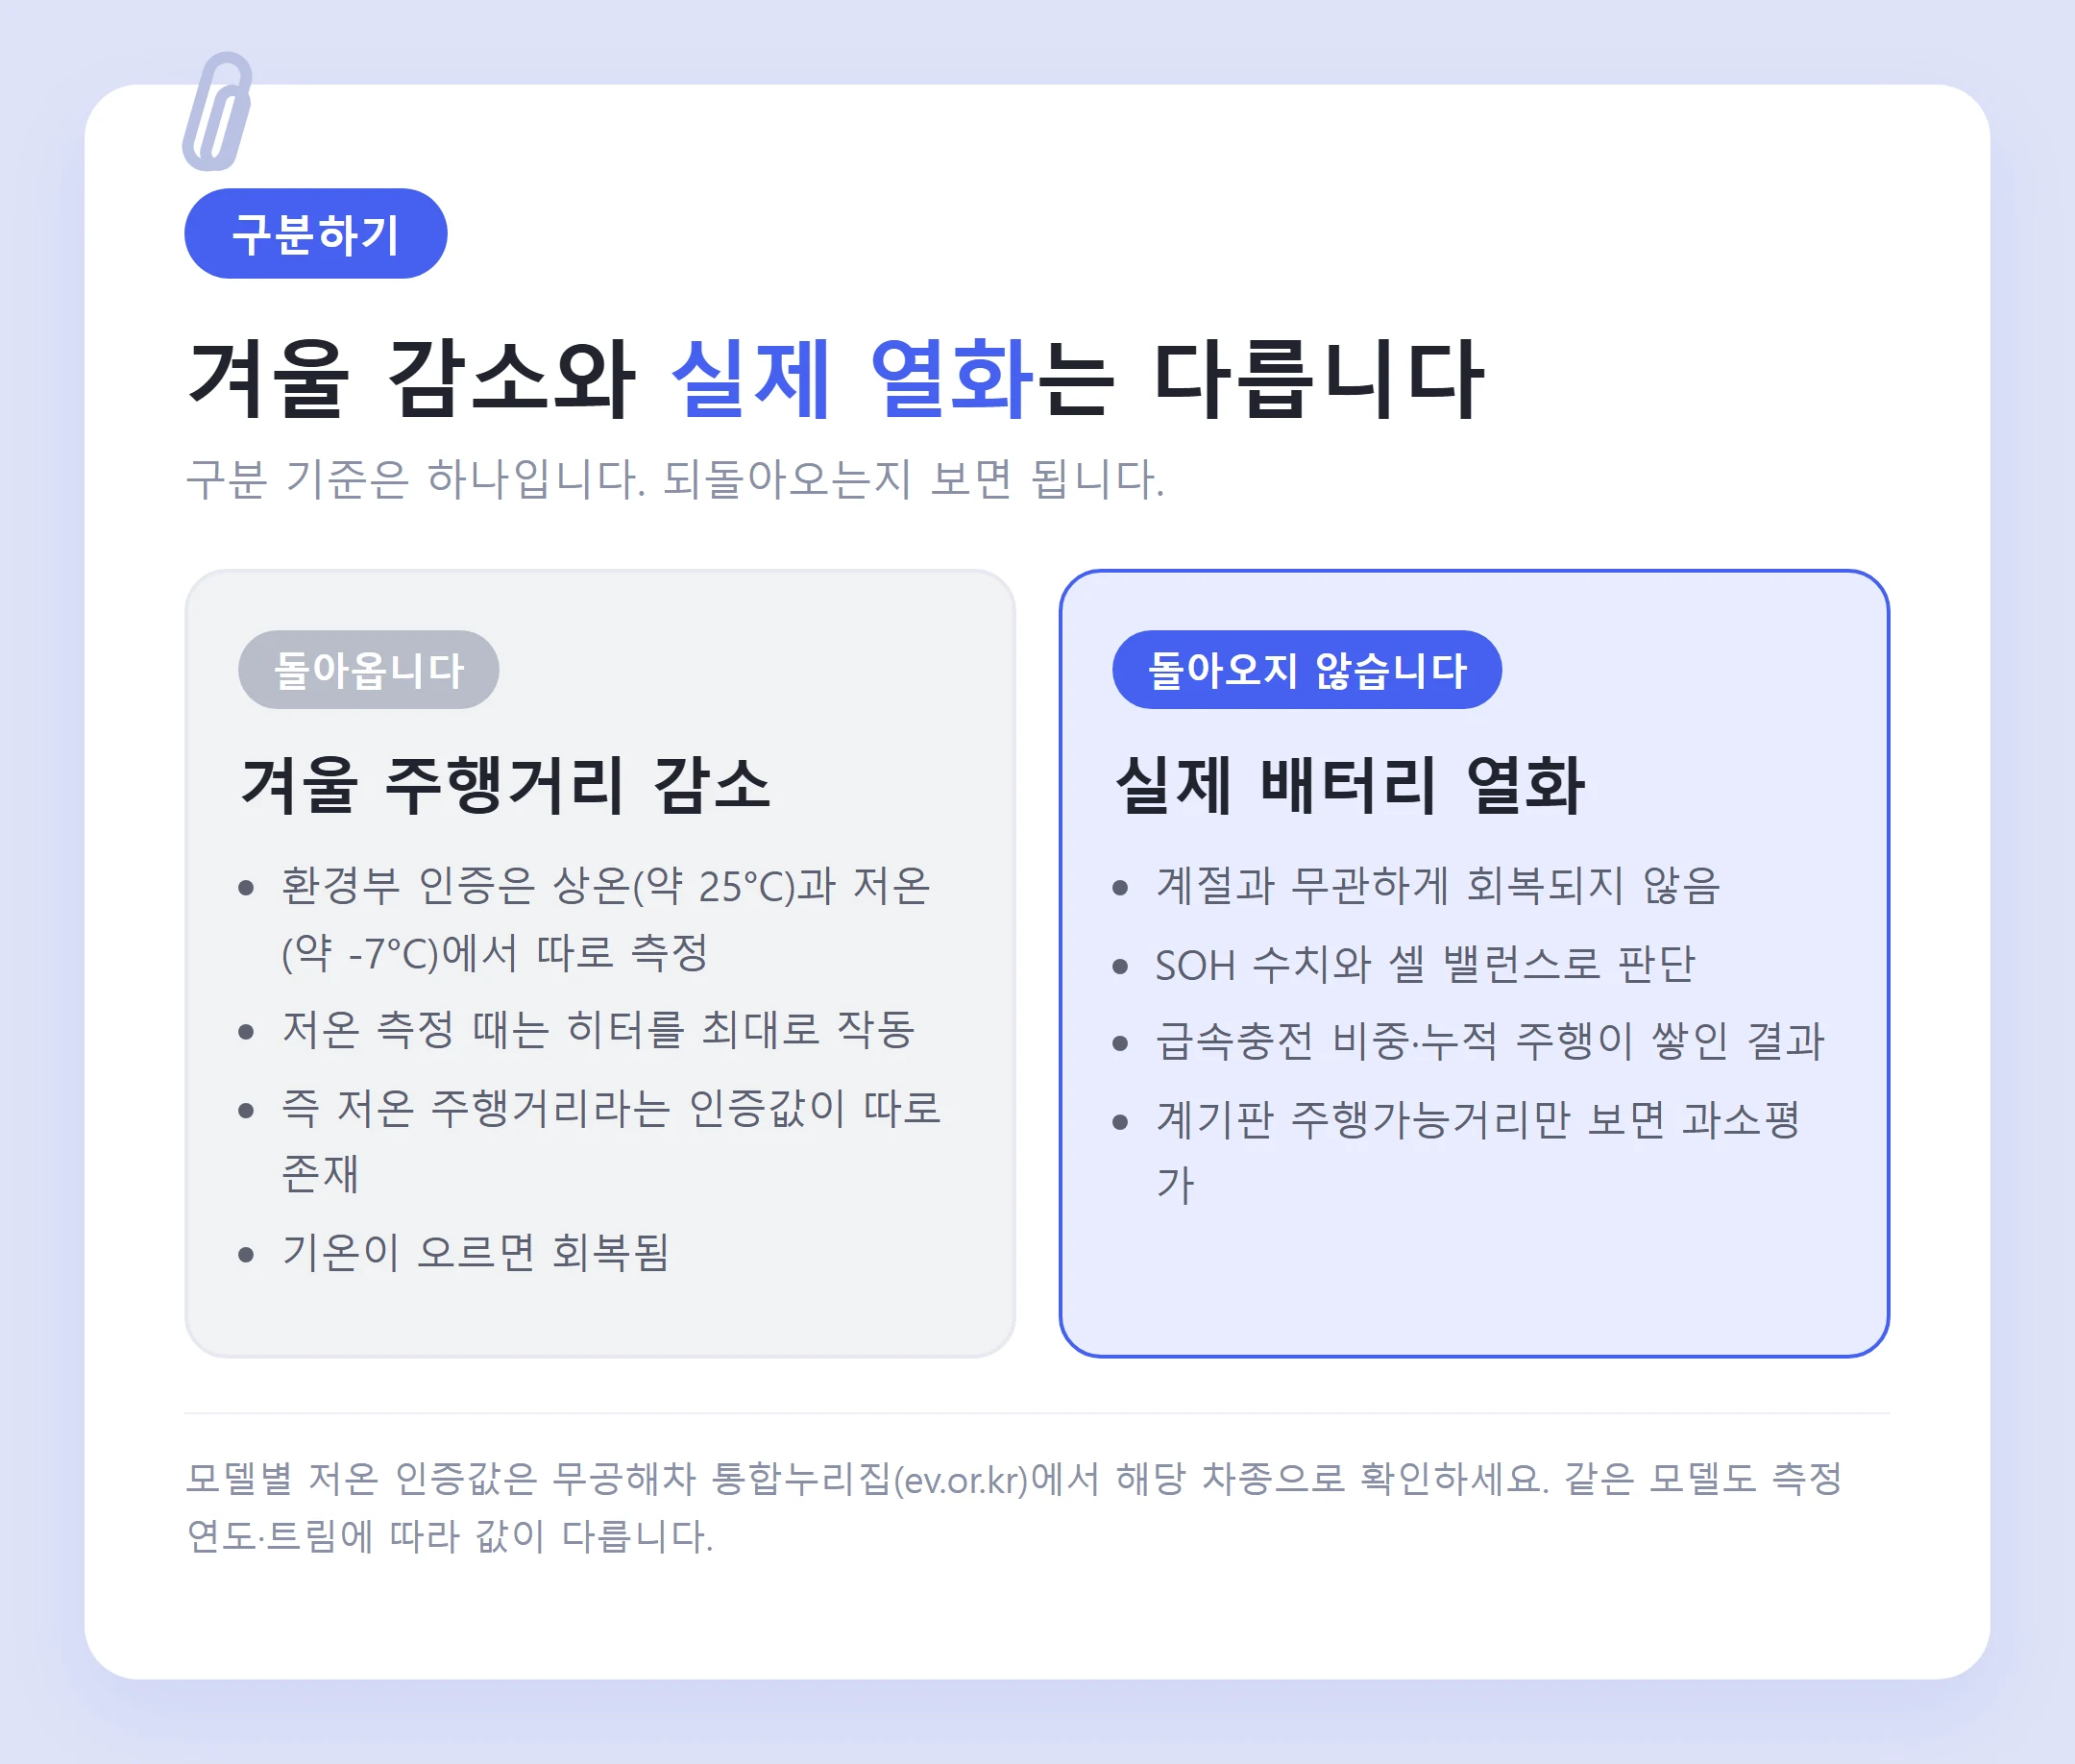 구분하기
겨울 감소와 실제 열화는 다릅니다
구분 기준은 하나입니다. 되돌아오는지 보면 됩니다.
돌아옵니다
겨울 주행거리 감소
환경부 인증은 상온(약 25°C)과 저온
(약 -7°C)에서 따로 측정
저온 측정 때는 히터를 최대로 작동
즉 저온 주행거리라는 인증값이 따로
존재
기온이 오르면 회복됨
돌아오지 않습니다
실제 배터리 열화
계절과 무관하게 회복되지 않음
SOH 수치와 셀 밸런스로 판단
급속충전 비중·누적 주행이 쌓인 결과
계기판 주행가능거리만 보면 과소평
가
모델별 저온 인증값은 무공해차 통합누리집(ev.or.kr)에서 해당 차종으로 확인하세요. 같은 모델도 측정
연도·트림에 따라 값이 다릅니다.